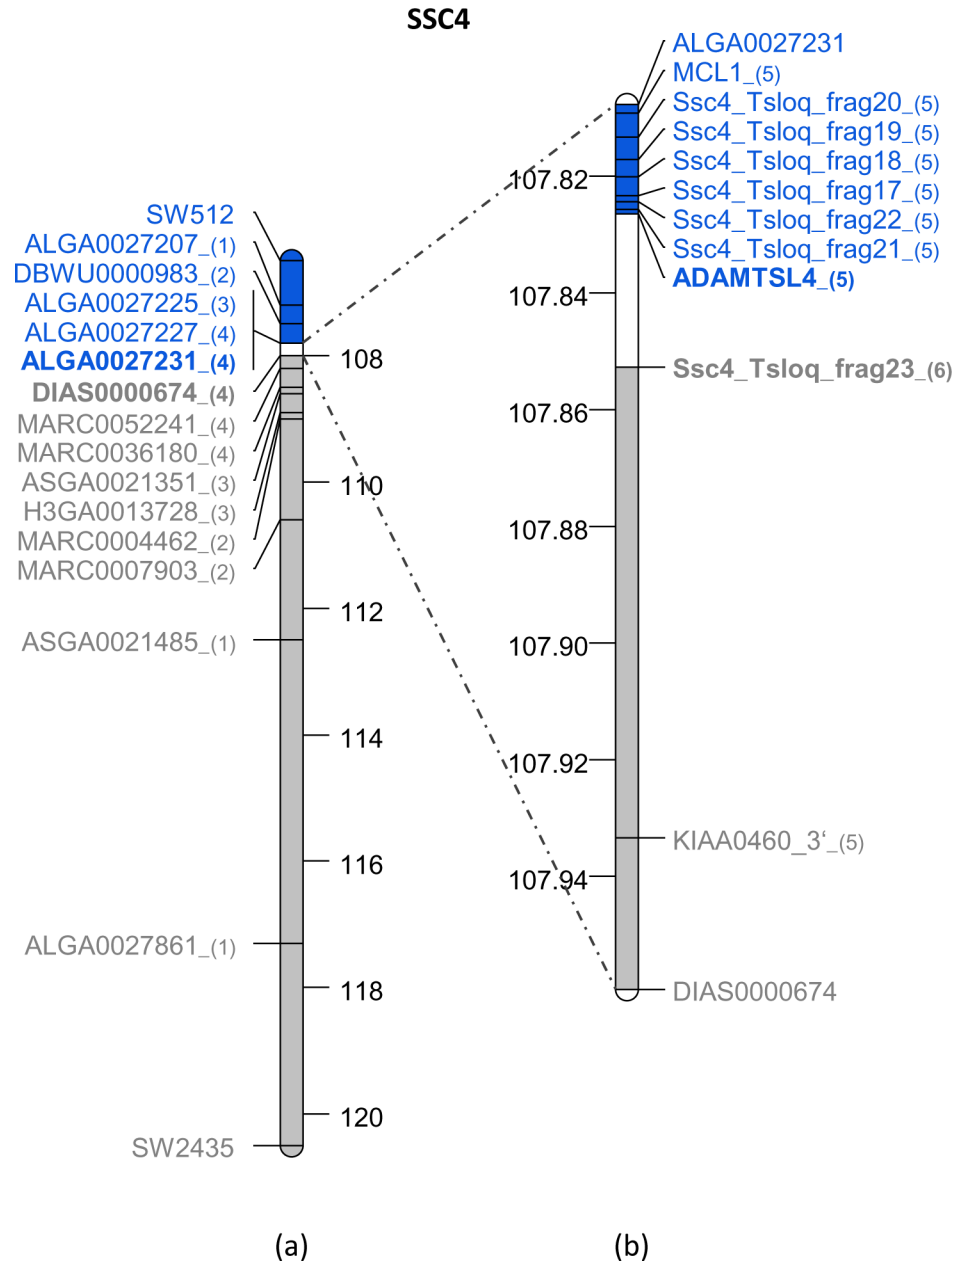 SSC4
SW512
ALGA0027207_(1)
DBWU0000983_(2)
ALGA0027225_(3)
ALGA0027227_(4)
ALGA0027231_(4)
DIAS0000674_(4)
MARC0052241_(4)
MARC0036180_(4)
ASGA0021351_(3)
H3GA0013728_(3)
MARC0004462_(2)
MARC0007903_(2)
ASGA0021485_(1)
ALGA0027861_(1)
SW2435
108
110
112
114
116
118
120
(a)
107.82
107.84
107.86
107.88
107.90
107.92
107.94
ALGA0027231
MCL1_(5)
Ssc4_Tsloq_frag20_(5)
Ssc4_Tsloq_frag19_(5)
Ssc4_Tsloq_frag18_(5)
Ssc4_Tsloq_frag17_(5)
Ssc4_Tsloq_frag22_(5)
Ssc4_Tsloq_frag21_(5)
ADAMTSL4_(5)
Ssc4_Tsloq_frag23_(6)
KIAA0460_3‘_(5)
DIAS0000674
(b)